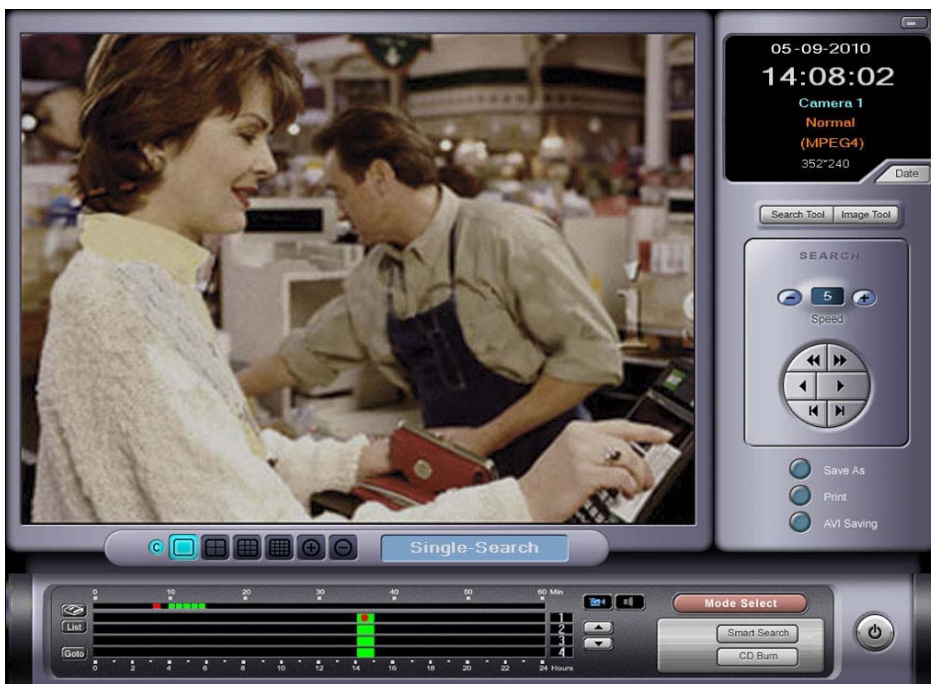 05-09-2010
14:08:02
Camera 1
Normal
(MPEG4)
352*240
Date
Search Tool
Image Tool
SEARCH
5
Speed
Save As
Print
AVI Saving
C
Single-Search
0 10 20 30 40 50 60 Min
List
Goto
1
2
3
4
0 2 4 6 8 10 12 14 16 18 20 22 24 Hours
Mode Select
Smart Search
CD Burn